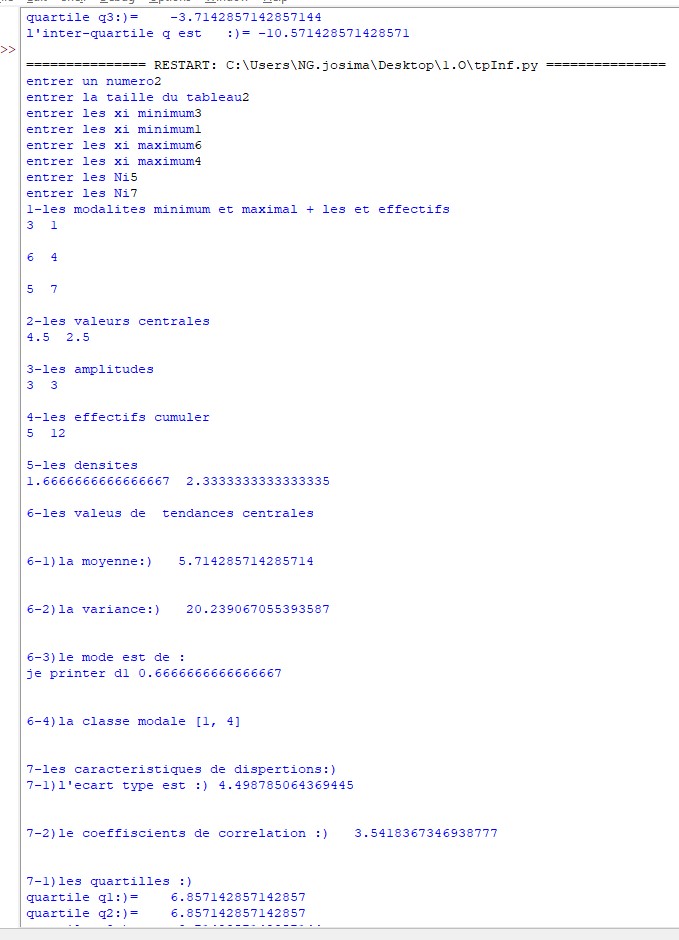 quartile q3:)=    -3.7142857142857144
l'inter-quartile q est   :)= -10.571428571428571
>>
=============== RESTART: C:\Users\NG.josima\Desktop\1.O\tpInf.py ===============
entrer un numero2
entrer la taille du tableau2
entrer les xi minimum3
entrer les xi minimum1
entrer les xi maximum6
entrer les xi maximum4
entrer les Ni5
entrer les Ni7
1-les modalites minimum et maximal + les et effectifs
3  1
6  4
5  7
2-les valeurs centrales
4.5  2.5
3-les amplitudes
3  3
4-les effectifs cumuler
5  12
5-les densites
1.6666666666666667  2.3333333333333335
6-les valeus de  tendances centrales
6-1)la moyenne:)   5.714285714285714
6-2)la variance:)   20.239067055393587
6-3)le mode est de :
je printer d1 0.6666666666666667
6-4)la classe modale [1, 4]
7-les caracteristiques de dispertions:)
7-1)l'ecart type est :) 4.498785064369445
7-2)le coeffiscients de correlation :)   3.5418367346938777
7-1)les quartilles :)
quartile q1:)=    6.857142857142857
quartile q2:)=    6.857142857142857